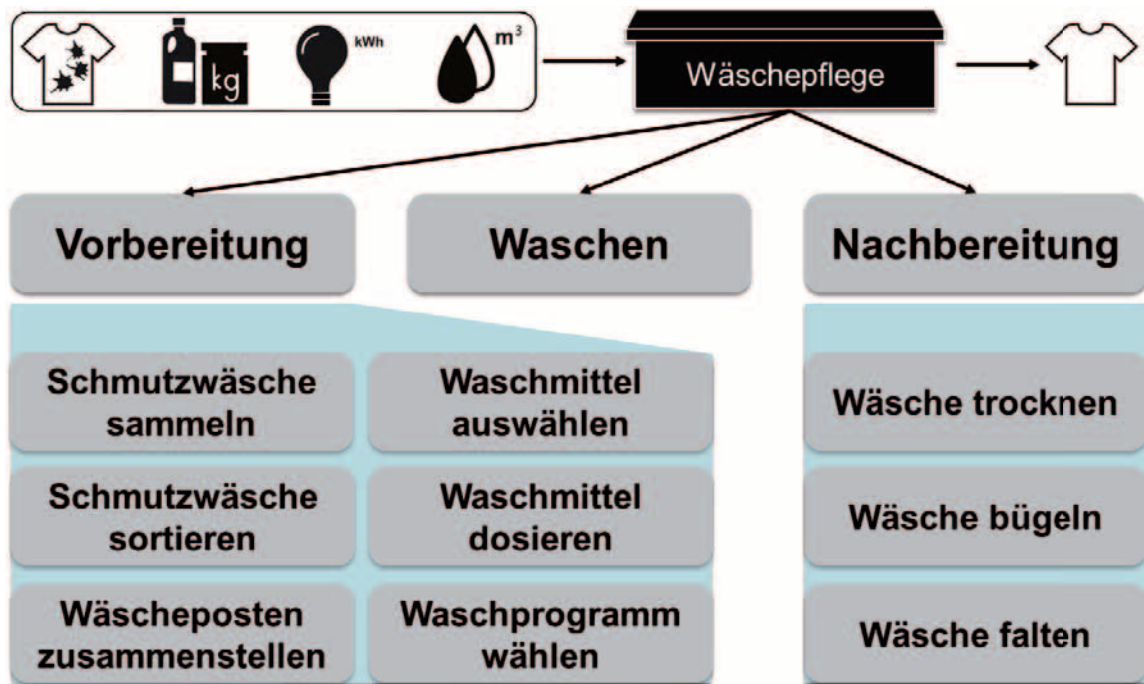 kg
kWh
m³
Wäschepflege
Vorbereitung
Waschen
Nachbereitung
Schmutzwäsche
sammeln
Waschmittel
auswählen
Wäsche trocknen
Schmutzwäsche
sortieren
Waschmittel
dosieren
Wäsche bügeln
Wäscheposten
zusammenstellen
Waschprogramm
wählen
Wäsche falten